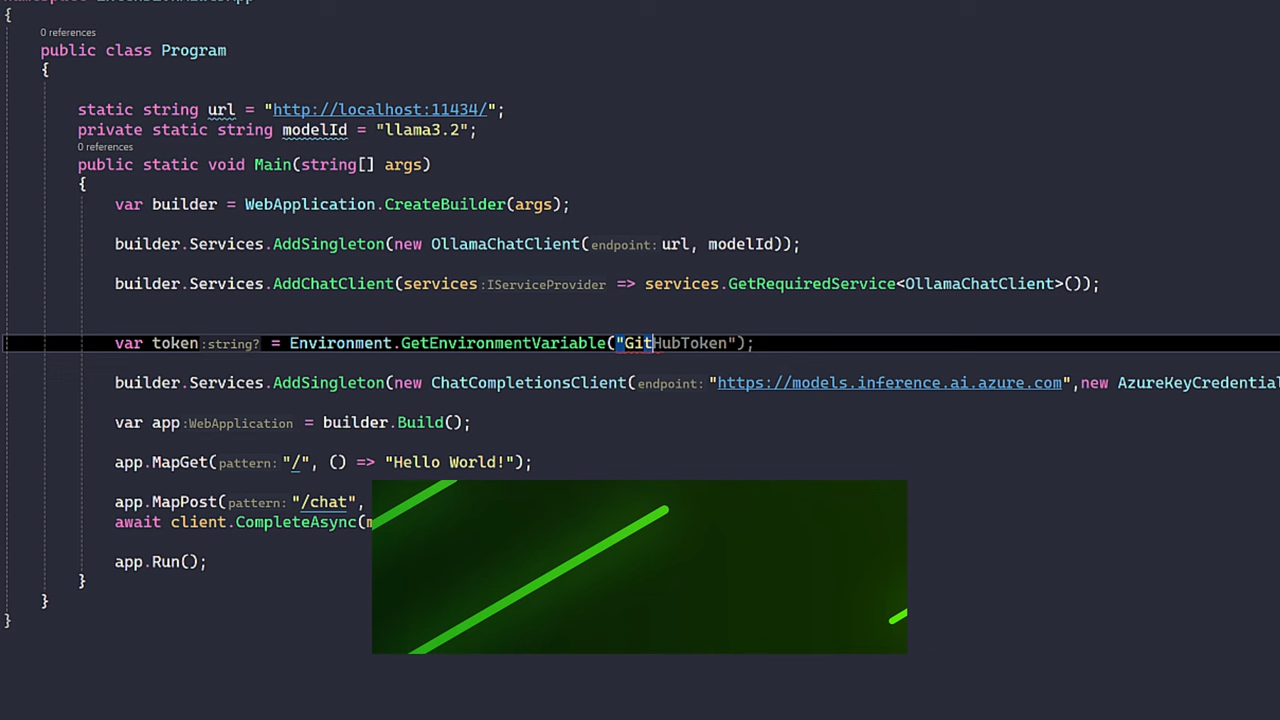 {
0 references
public class Program
{
static string url = "http://localhost:11434/";
private static string modelId = "llama3.2";
0 references
public static void Main(string[] args)
{
var builder = WebApplication.CreateBuilder(args);
builder.Services.AddSingleton(new OllamaChatClient(endpoint: url, modelId));
builder.Services.AddChatClient(services:IServiceProvider => services.GetRequiredService<OllamaChatClient>());
var token:string? = Environment.GetEnvironmentVariable("GitHubToken");
builder.Services.AddSingleton(new ChatCompletionsClient(endpoint: "https://models.inference.ai.azure.com",new AzureKeyCredential
var app:WebApplication = builder.Build();
app.MapGet(pattern: "/", () => "Hello World!");
app.MapPost(pattern: "/chat",
await client.CompleteAsync(
app.Run();
}
}
}